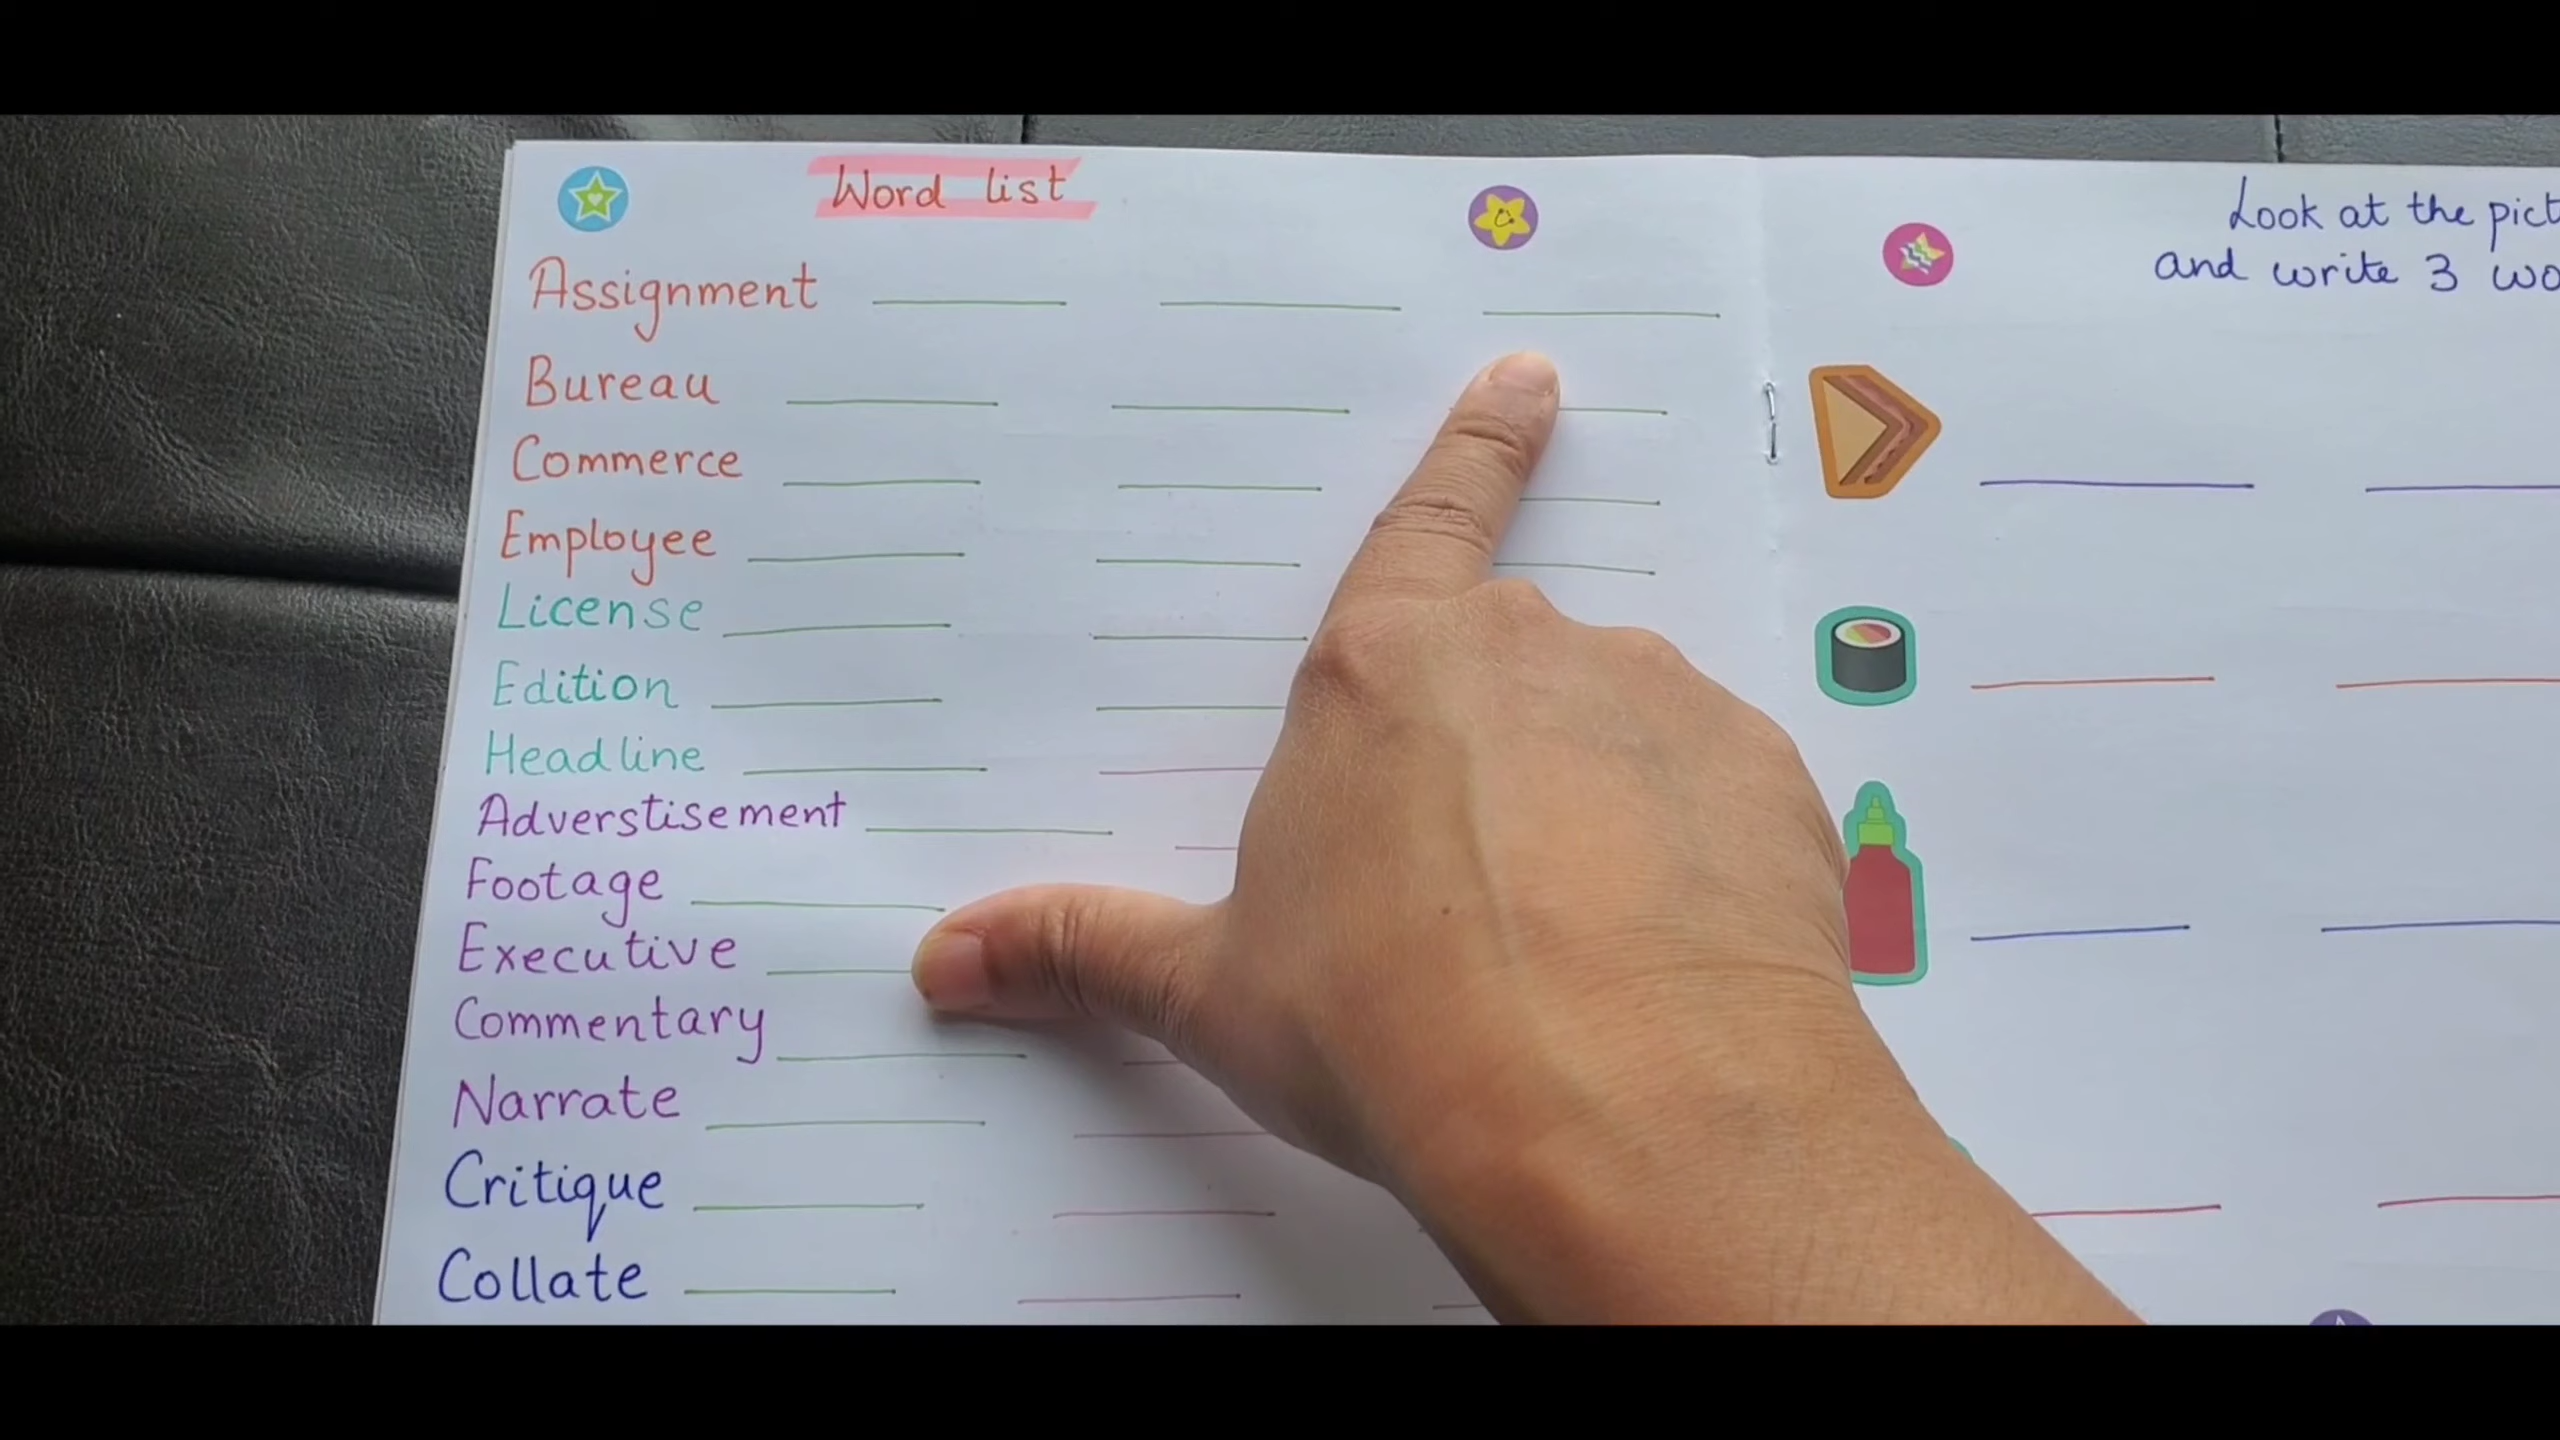 Word list
Assignment
Bureau
Commerce
Employee
License
Edition
Headline
Adverstisement
Footage
Executive
Commentary
Narrate
Critique
Collate
Look at the pict
and write 3 wo